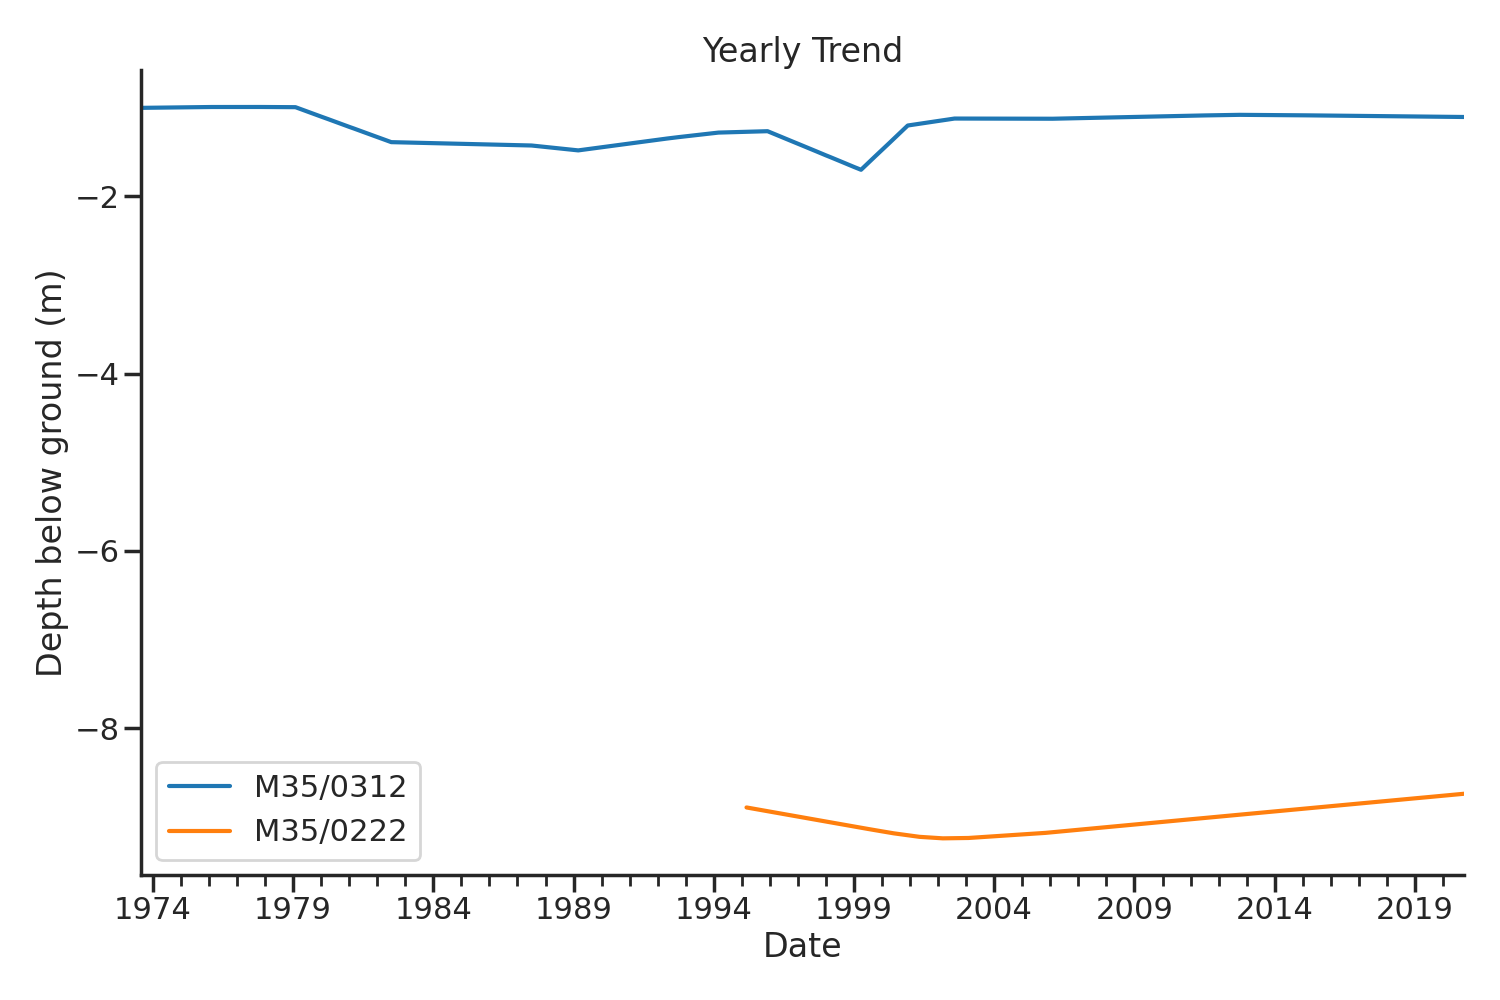 Yearly Trend
Depth below ground (m)
−2
−4
−6
−8
M35/0312
M35/0222
1974 1979 1984 1989 1994 1999 2004 2009 2014 2019
Date